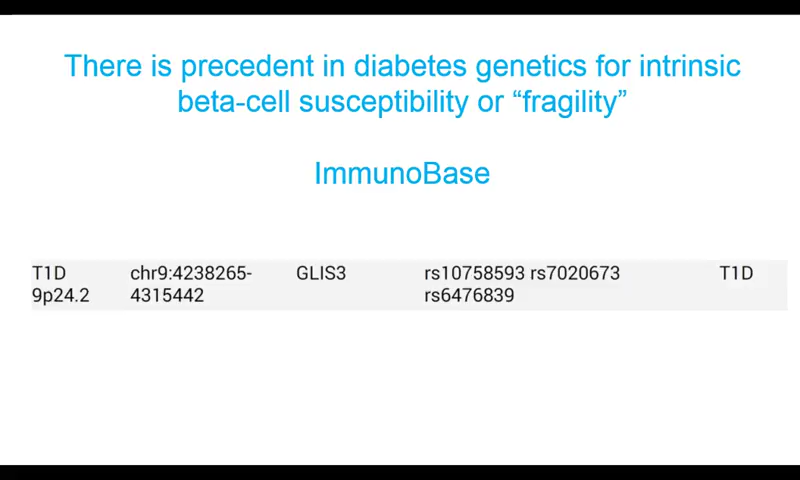 There is precedent in diabetes genetics for intrinsic
beta-cell susceptibility or “fragility”
ImmunoBase
T1D chr9:4238265- GLIS3 rs10758593 rs7020673 T1D
9p24.2 4315442 rs6476839